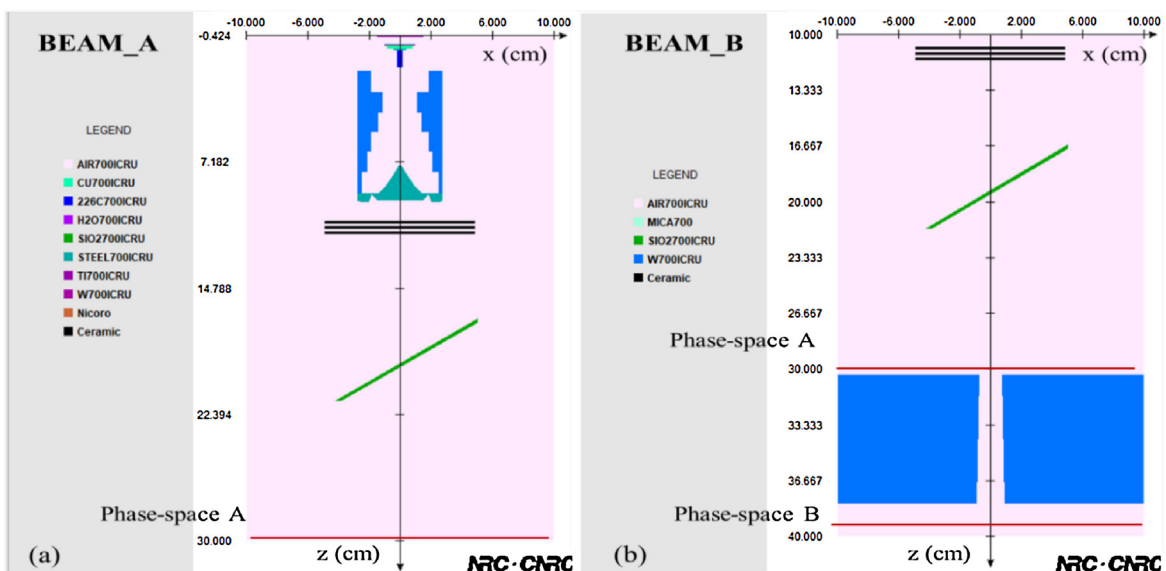 BEAM_A
-10.000 -6.000 -2.000 2.000 6.000 10.000
-0.424
x (cm)
LEGEND
AIR700ICRU
CU700ICRU
226C700ICRU
H2O700ICRU
SIO2700ICRU
STEEL700ICRU
TI700ICRU
W700ICRU
Nicoro
Ceramic
7.182
14.788
22.394
Phase-space A
30.000
z (cm)
(a)
NRC·CNRC
BEAM_B
-10.000 -6.000 -2.000 2.000 6.000 10.000
10.000
x (cm)
13.333
16.667
LEGEND
AIR700ICRU
MICA700
SIO2700ICRU
W700ICRU
Ceramic
20.000
23.333
26.667
Phase-space A
30.000
33.333
36.667
Phase-space B
40.000
z (cm)
(b)
NRC·CNRC